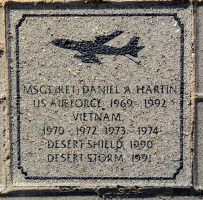 MSGT (RET) DANIEL A. HARTIN
US AIR FORCE 1969 - 1992
VIETNAM
1970 - 1972 1973 - 1974
DESERT SHIELD 1990
DESERT STORM 1991